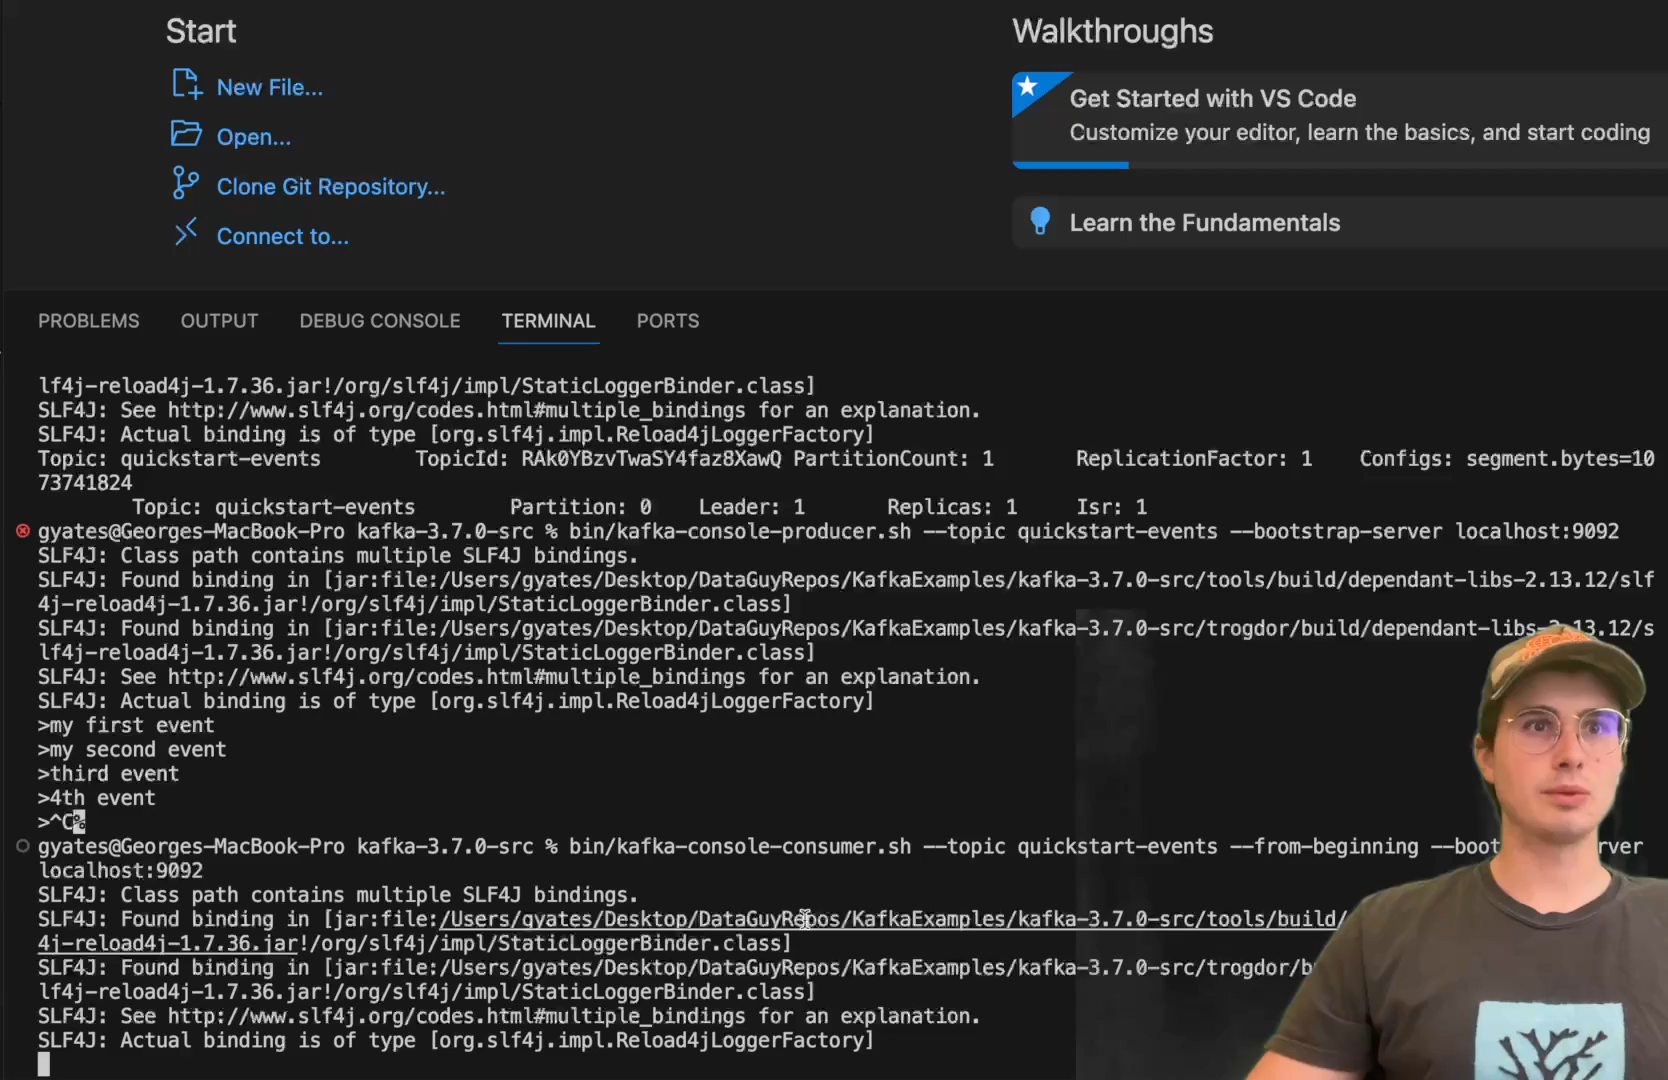 Start
Walkthroughs
New File...
Open...
Clone Git Repository...
Connect to...
Get Started with VS Code
Customize your editor, learn the basics, and start coding
Learn the Fundamentals
PROBLEMS OUTPUT DEBUG CONSOLE TERMINAL PORTS
lf4j-reload4j-1.7.36.jar!/org/slf4j/impl/StaticLoggerBinder.class]
SLF4J: See http://www.slf4j.org/codes.html#multiple_bindings for an explanation.
SLF4J: Actual binding is of type [org.slf4j.impl.Reload4jLoggerFactory]
Topic: quickstart-events TopicId: RAk0YBzvTwaSY4faz8XawQ PartitionCount: 1 ReplicationFactor: 1 Configs: segment.bytes=10
73741824
Topic: quickstart-events Partition: 0 Leader: 1 Replicas: 1 Isr: 1
gyates@Georges-MacBook-Pro kafka-3.7.0-src % bin/kafka-console-producer.sh --topic quickstart-events --bootstrap-server localhost:9092
SLF4J: Class path contains multiple SLF4J bindings.
SLF4J: Found binding in [jar:file:/Users/gyates/Desktop/DataGuyRepos/KafkaExamples/kafka-3.7.0-src/tools/build/dependant-libs-2.13.12/slf
4j-reload4j-1.7.36.jar!/org/slf4j/impl/StaticLoggerBinder.class]
SLF4J: Found binding in [jar:file:/Users/gyates/Desktop/DataGuyRepos/KafkaExamples/kafka-3.7.0-src/trogdor/build/dependant-libs-2.13.12/s
lf4j-reload4j-1.7.36.jar!/org/slf4j/impl/StaticLoggerBinder.class]
SLF4J: See http://www.slf4j.org/codes.html#multiple_bindings for an explanation.
SLF4J: Actual binding is of type [org.slf4j.impl.Reload4jLoggerFactory]
>my first event
>my second event
>third event
>4th event
>^C%
gyates@Georges-MacBook-Pro kafka-3.7.0-src % bin/kafka-console-consumer.sh --topic quickstart-events --from-beginning --boot rver
localhost:9092
SLF4J: Class path contains multiple SLF4J bindings.
SLF4J: Found binding in [jar:file:/Users/gyates/Desktop/DataGuyRepos/KafkaExamples/kafka-3.7.0-src/tools/build/
4j-reload4j-1.7.36.jar!/org/slf4j/impl/StaticLoggerBinder.class]
SLF4J: Found binding in [jar:file:/Users/gyates/Desktop/DataGuyRepos/KafkaExamples/kafka-3.7.0-src/trogdor/b
lf4j-reload4j-1.7.36.jar!/org/slf4j/impl/StaticLoggerBinder.class]
SLF4J: See http://www.slf4j.org/codes.html#multiple_bindings for an explanation.
SLF4J: Actual binding is of type [org.slf4j.impl.Reload4jLoggerFactory]